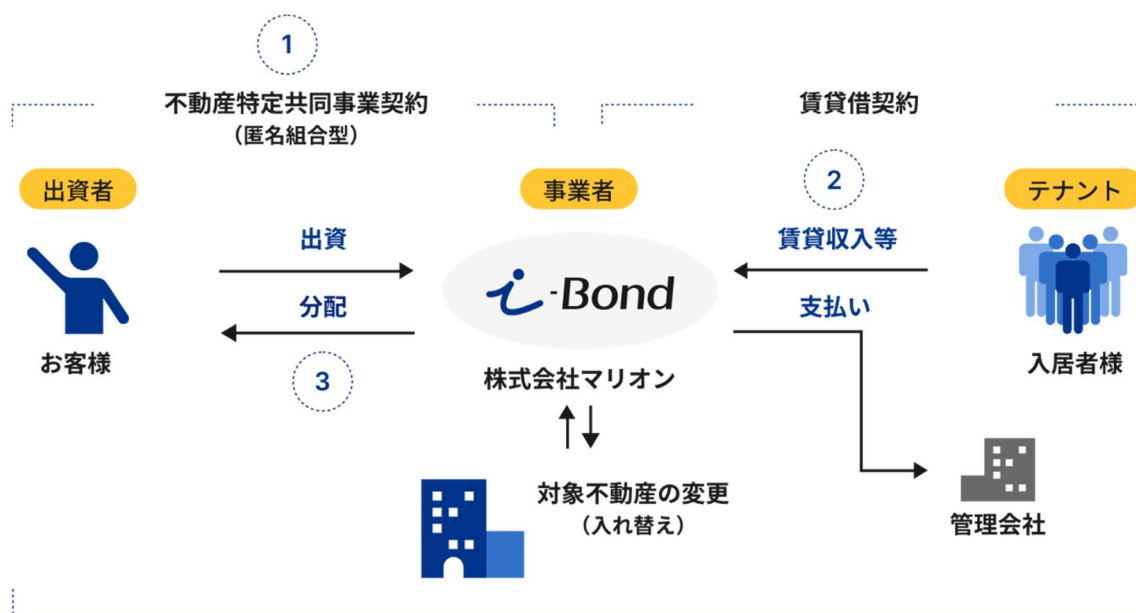 1
不動産特定共同事業契約
（匿名組合型）
賃貸借契約
出資者
事業者
2
テナント
出資
賃貸収入等
i-Bond
分配
支払い
お客様
3
株式会社マリオン
入居者様
対象不動産の変更
（入れ替え）
管理会社